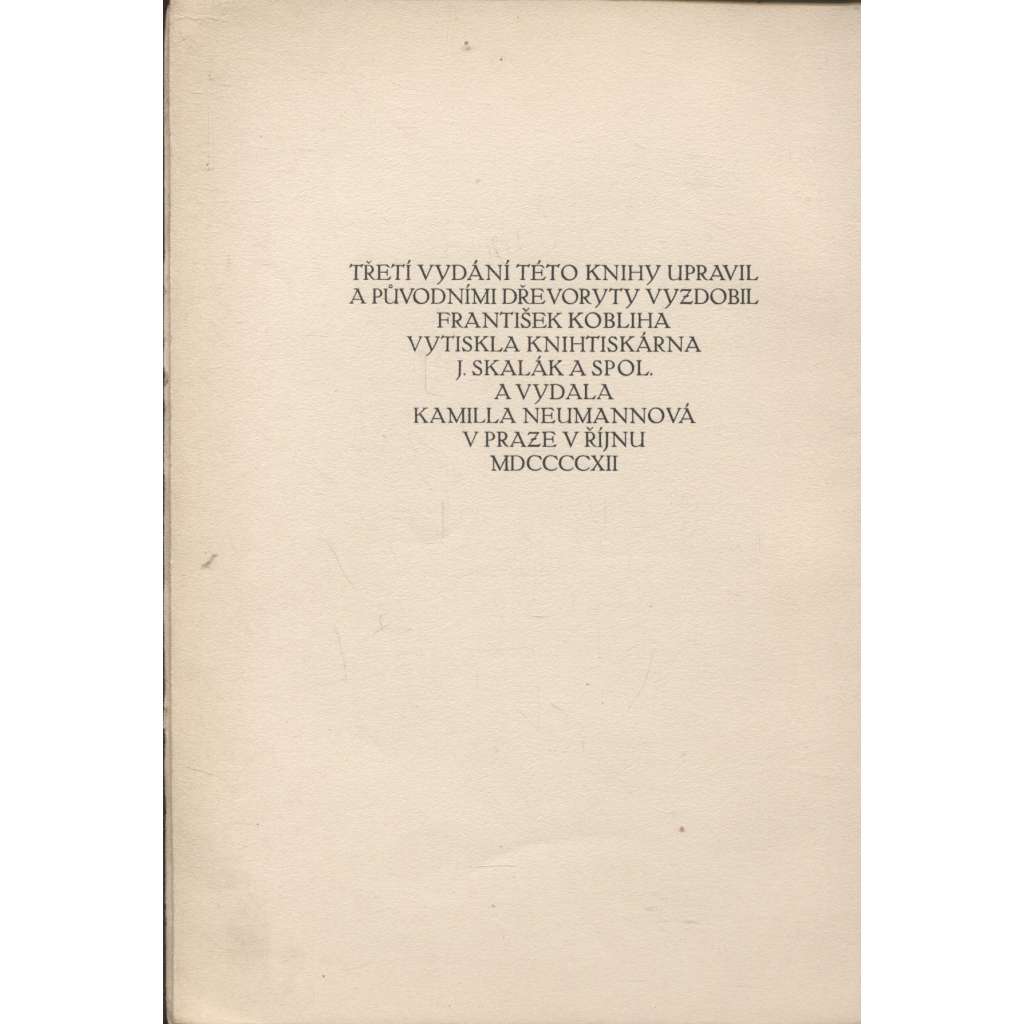 TŘETÍ VYDÁNÍ TÉTO KNIHY UPRAVIL
A PŮVODNÍMI DŘEVORYTY VYZDOBIL
FRANTIŠEK KOBLIHA
VYTISKLA KNIHTISKÁRNA
J. SKALÁK A SPOL.
A VYDALA
KAMILLA NEUMANNOVÁ
V PRAZE V ŘÍJNU
MDCCCCXII